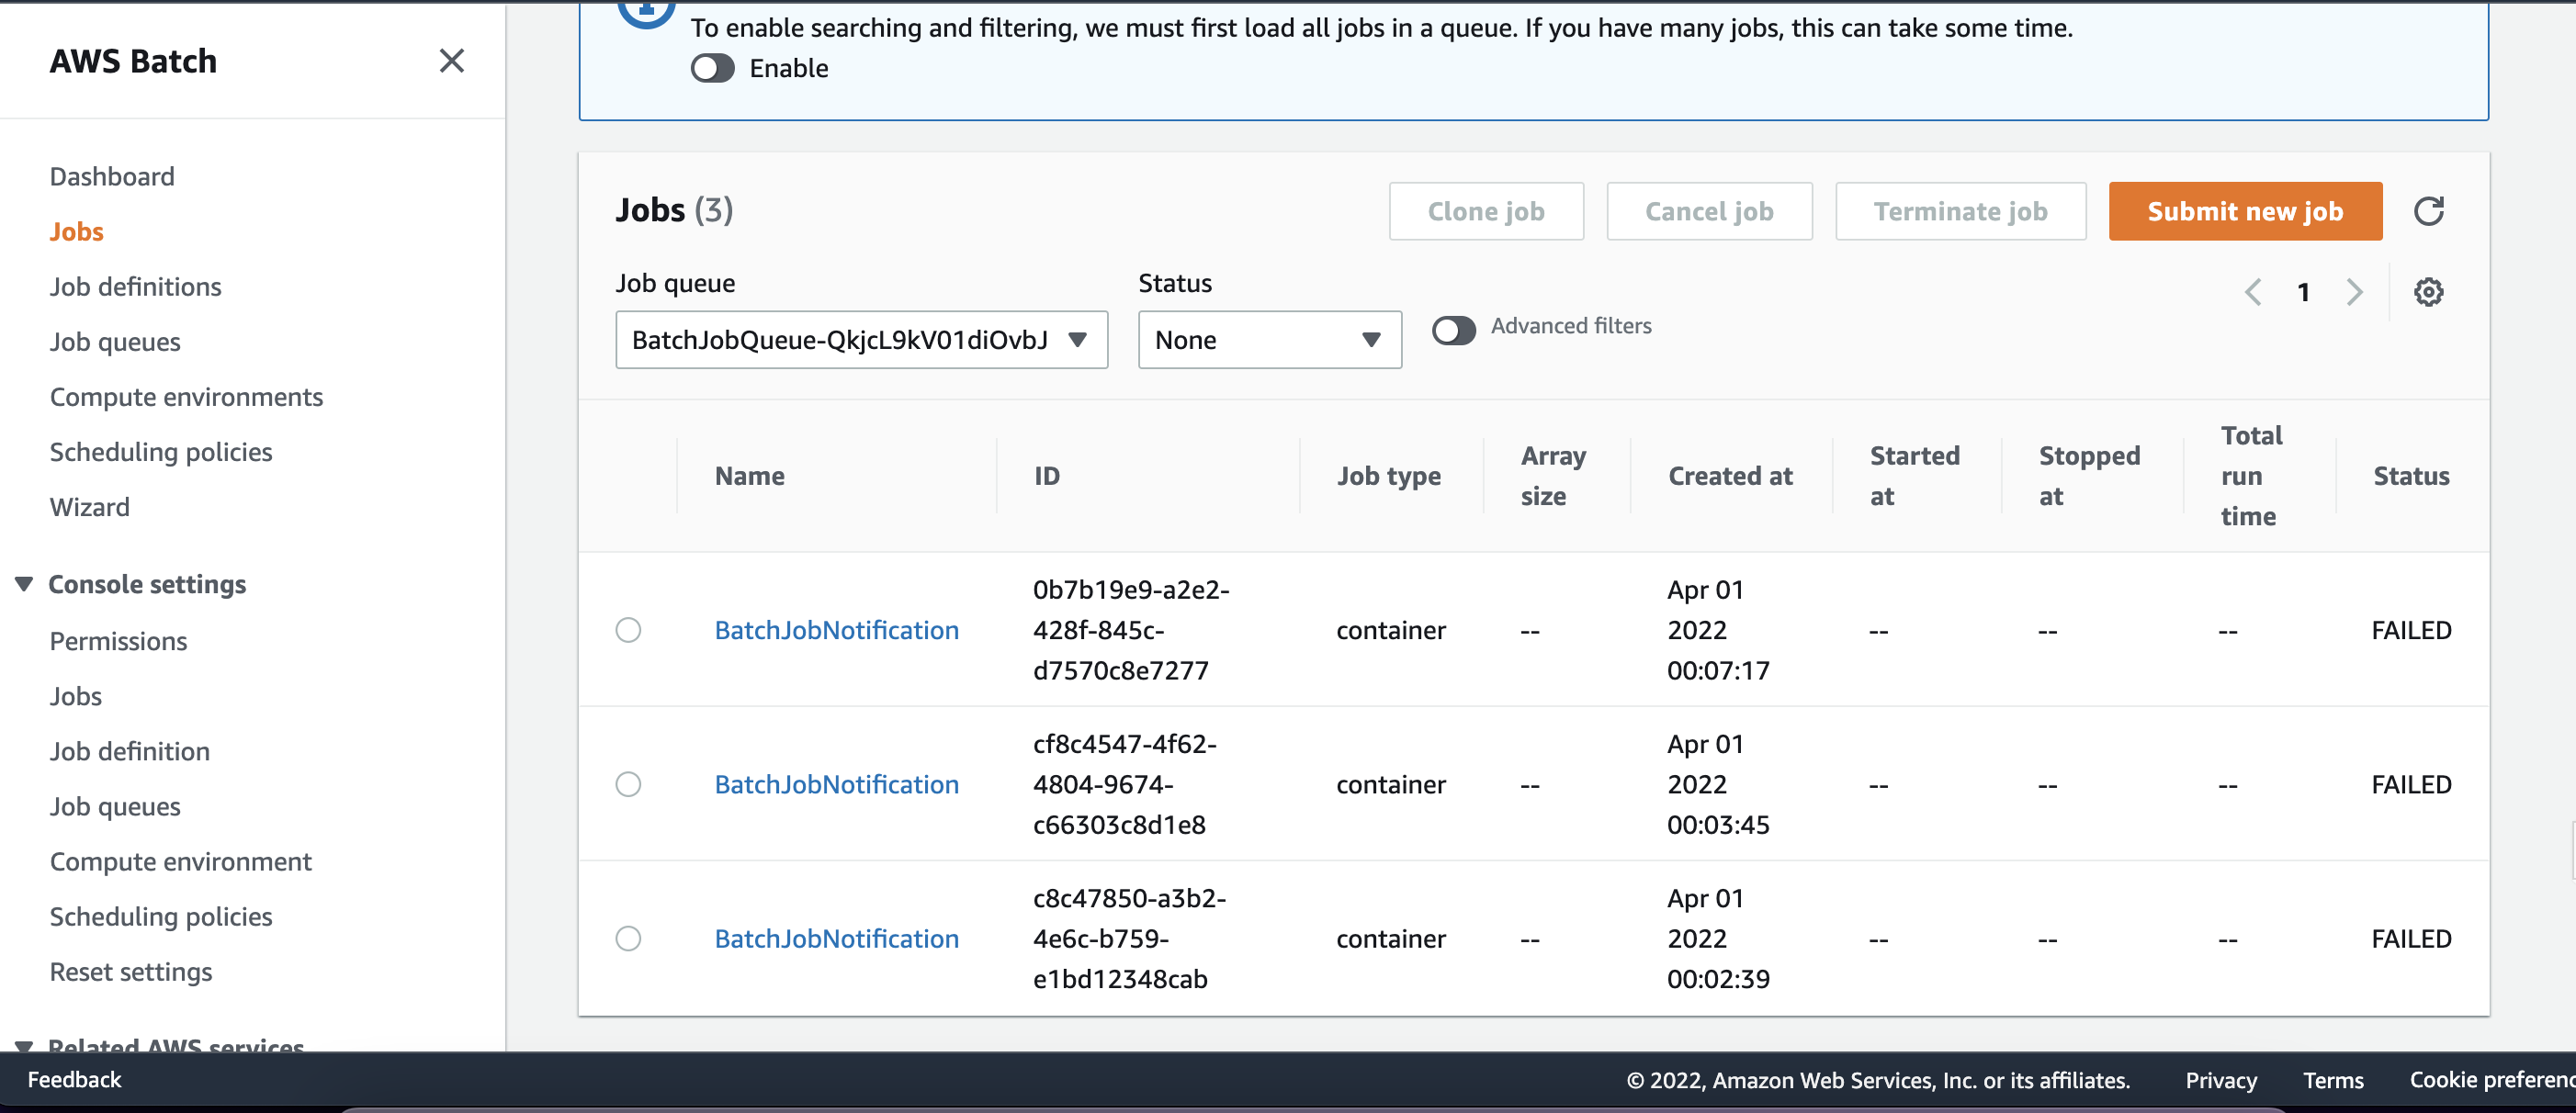 AWS Batch
Dashboard
Jobs
Job definitions
Job queues
Compute environments
Scheduling policies
Wizard
Console settings
Permissions
Jobs
Job definition
Job queues
Compute environment
Scheduling policies
Reset settings
Related AWS services
To enable searching and filtering, we must first load all jobs in a queue. If you have many jobs, this can take some time.
Enable
Jobs (3)
Clone job
Cancel job
Terminate job
Submit new job
Job queue
BatchJobQueue-QkjcL9kV01diOvbJ
Status
None
Advanced filters
1
Name
ID
Job type
Array
size
Created at
Started
at
Stopped
at
Total
run
time
Status
BatchJobNotification
0b7b19e9-a2e2-
428f-845c-
d7570c8e7277
container
--
Apr 01
2022
00:07:17
--
--
--
FAILED
BatchJobNotification
cf8c4547-4f62-
4804-9674-
c66303c8d1e8
container
--
Apr 01
2022
00:03:45
--
--
--
FAILED
BatchJobNotification
c8c47850-a3b2-
4e6c-b759-
e1bd12348cab
container
--
Apr 01
2022
00:02:39
--
--
--
FAILED
Feedback
© 2022, Amazon Web Services, Inc. or its affiliates.
Privacy
Terms
Cookie